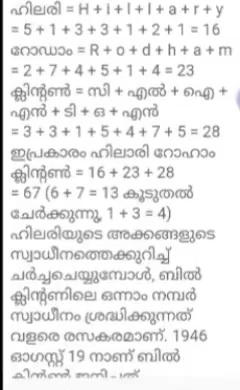 ഹിലരി = H + i + l + l + a + r + y
= 5 + 1 + 3 + 3 + 1 + 2 + 1 = 16
റോഡാം = R + o + d + h + a + m
= 2 + 7 + 4 + 5 + 1 + 4 = 23
ക്ലിന്റൺ = സി + എൽ + ഐ +
എൻ + ടി + ഒ + എൻ
= 3 + 3 + 1 + 5 + 4 + 7 + 5 = 28
ഇപ്രകാരം ഹിലാരി റോഹാം
ക്ലിന്റൺ = 16 + 23 + 28
= 67 (6 + 7 = 13 കൂടുതൽ
ചേർക്കുന്നു, 1 + 3 = 4)
ഹിലരിയുടെ അക്കങ്ങളുടെ
സ്വാധീനത്തെക്കുറിച്ച്
ചർച്ചചെയ്യുമ്പോൾ, ബിൽ
ക്ലിന്റണിലെ ഒന്നാം നമ്പർ
സ്വാധീനം ശ്രദ്ധിക്കുന്നത്
വളരെ രസകരമാണ്. 1946
ഓഗസ്റ്റ് 19 നാണ് ബിൽ